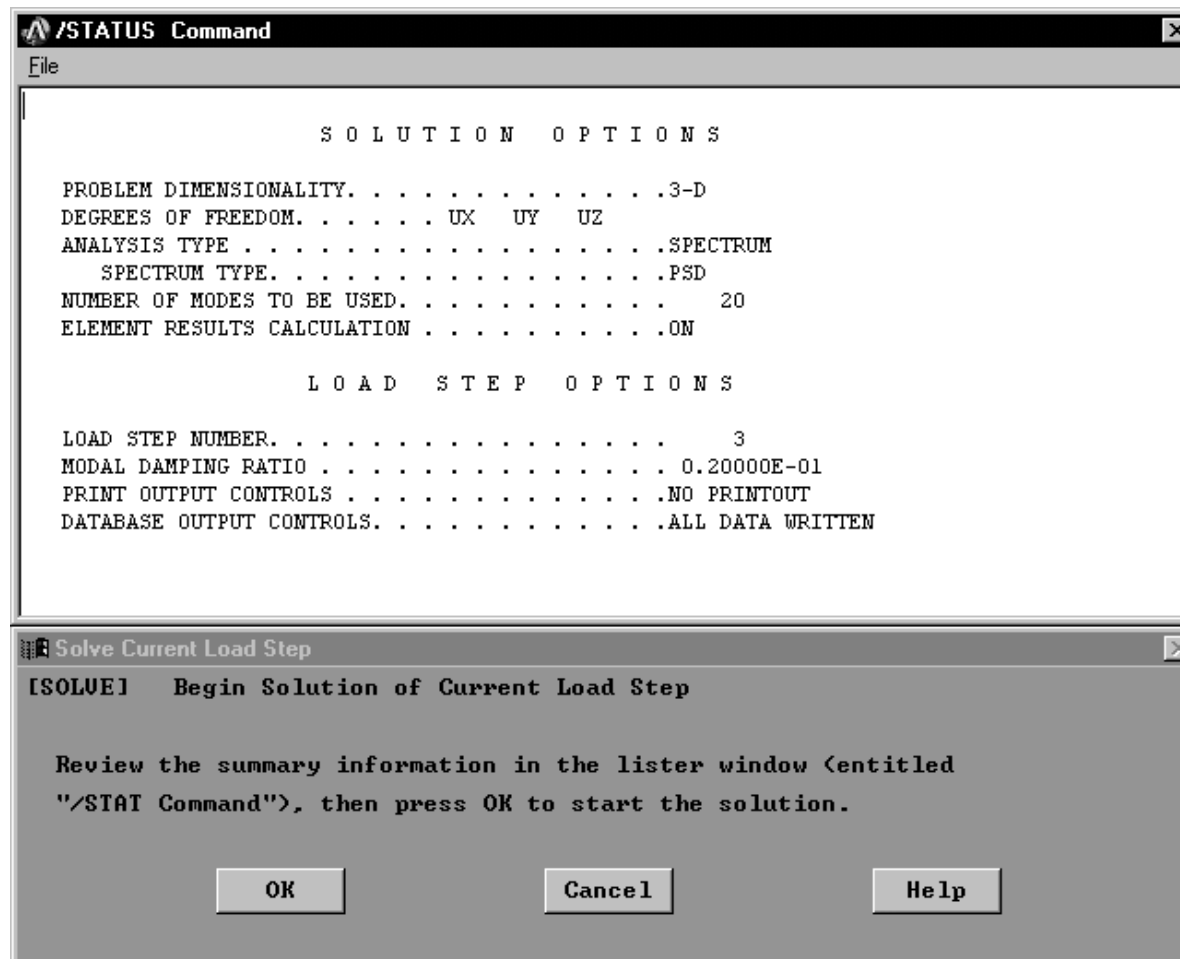 /STATUS Command
File
S O L U T I O N   O P T I O N S
PROBLEM DIMENSIONALITY. . . . . . . . . . . . .3-D
DEGREES OF FREEDOM. . . . . . UX   UY   UZ
ANALYSIS TYPE . . . . . . . . . . . . . . . . .SPECTRUM
SPECTRUM TYPE. . . . . . . . . . . . . . . .PSD
NUMBER OF MODES TO BE USED. . . . . . . . . . .   20
ELEMENT RESULTS CALCULATION . . . . . . . . . .ON
L O A D   S T E P   O P T I O N S
LOAD STEP NUMBER. . . . . . . . . . . . . . . .   3
MODAL DAMPING RATIO . . . . . . . . . . . . . . 0.20000E-01
PRINT OUTPUT CONTROLS . . . . . . . . . . . . .NO PRINTOUT
DATABASE OUTPUT CONTROLS. . . . . . . . . . . .ALL DATA WRITTEN
Solve Current Load Step
[SOLVE]   Begin Solution of Current Load Step
Review the summary information in the lister window (entitled
"/STAT Command"), then press OK to start the solution.
OK   Cancel   Help